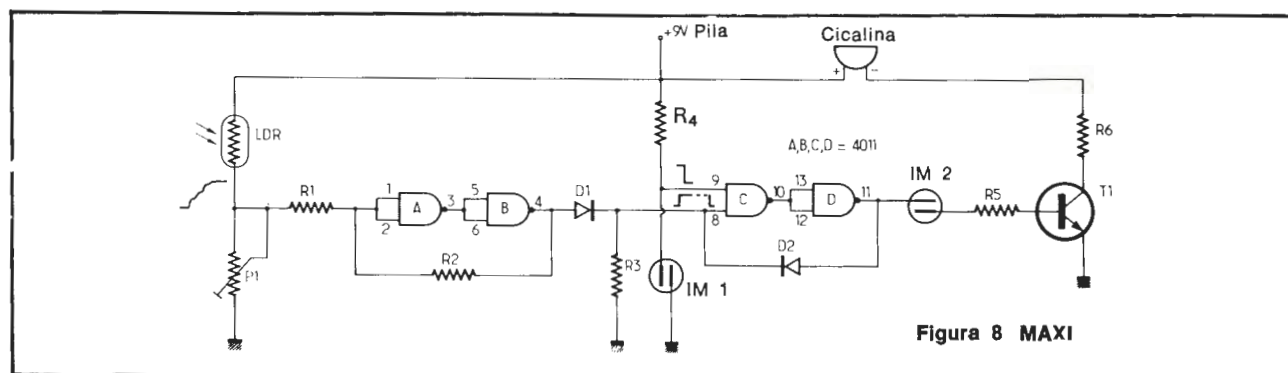 +9V Pila
Cicalina
+ -
LDR
R4
R6
A,B,C,D = 4011
R1
1
2
A
3
5
6
B
4
D1
9
8
C
10
13
12
D
11
IM 2
R5
T1
P1
R2
R3
D2
IM 1
Figura 8 MAXI